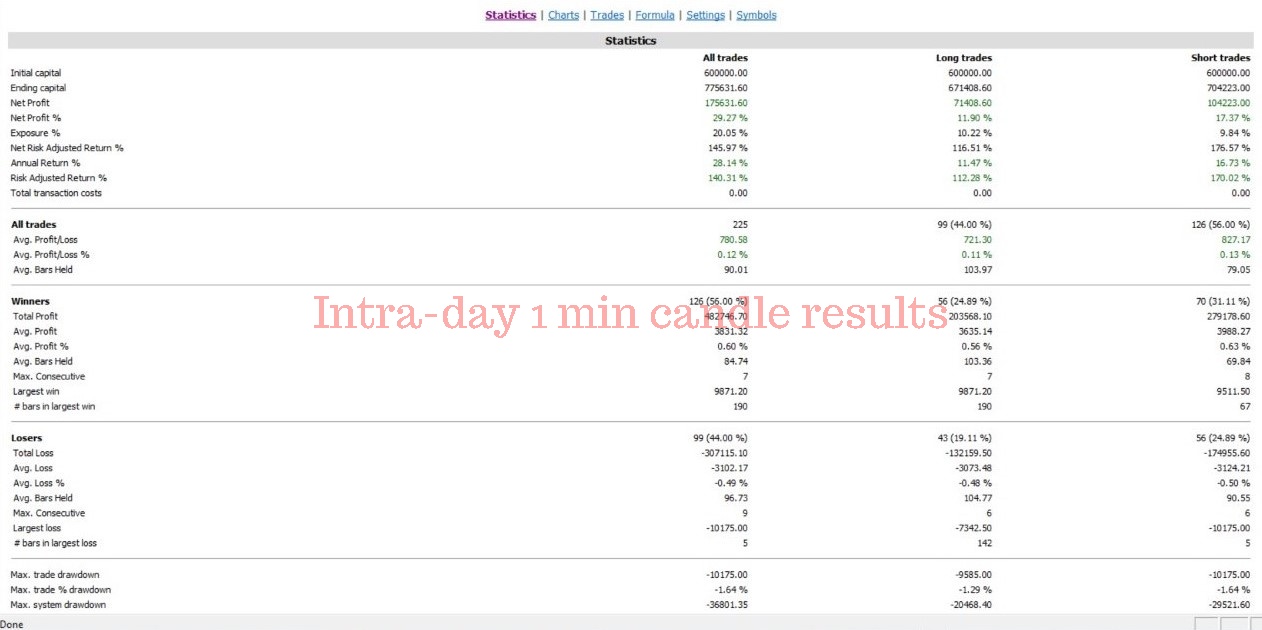 Statistics | Charts | Trades | Formula | Settings | Symbols
Statistics
All trades Long trades Short trades
Initial capital 600000.00 600000.00 600000.00
Ending capital 775631.60 671408.60 704223.00
Net Profit 175631.60 71408.60 104223.00
Net Profit % 29.27 % 11.90 % 17.37 %
Exposure % 20.05 % 10.22 % 9.84 %
Net Risk Adjusted Return % 145.97 % 116.51 % 176.57 %
Annual Return % 28.14 % 11.47 % 16.73 %
Risk Adjusted Return % 140.31 % 112.28 % 170.02 %
Total transaction costs 0.00 0.00 0.00
All trades 225 99 (44.00 %) 126 (56.00 %)
Avg. Profit/Loss 780.58 721.30 827.17
Avg. Profit/Loss % 0.12 % 0.11 % 0.13 %
Avg. Bars Held 90.01 103.97 79.05
Winners 126 (56.00 %) 56 (24.89 %) 70 (31.11 %)
Intra-day 1 min candle results
Total Profit 482746.70 203568.10 279178.60
Avg. Profit 3831.32 3635.14 3988.27
Avg. Profit % 0.60 % 0.56 % 0.63 %
Avg. Bars Held 84.74 103.36 69.84
Max. Consecutive 7 7 8
Largest win 9871.20 9871.20 9511.50
# bars in largest win 190 190 67
Losers 99 (44.00 %) 43 (19.11 %) 56 (24.89 %)
Total Loss -307115.10 -132159.50 -174955.60
Avg. Loss -3102.17 -3073.48 -3124.21
Avg. Loss % -0.49 % -0.48 % -0.50 %
Avg. Bars Held 96.73 104.77 90.55
Max. Consecutive 9 6 6
Largest loss -10175.00 -7342.50 -10175.00
# bars in largest loss 5 142 5
Max. trade drawdown -10175.00 -9585.00 -10175.00
Max. trade % drawdown -1.64 % -1.29 % -1.64 %
Max. system drawdown -36801.35 -20468.40 -29521.60
Done